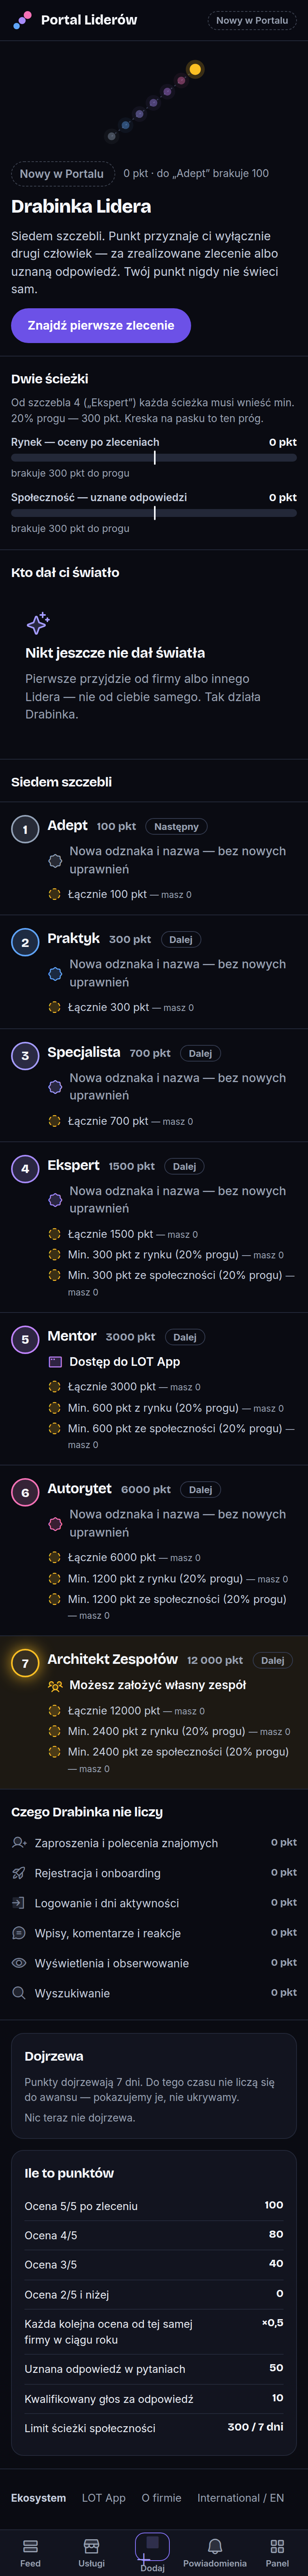 Portal Liderów
Nowy w Portalu
Nowy w Portalu
0 pkt · do „Adept” brakuje 100
Drabinka Lidera
Siedem szczebli. Punkt przyznaje ci wyłącznie
drugi człowiek — za zrealizowane zlecenie albo
uznaną odpowiedź. Twój punkt nigdy nie świeci
sam.
Znajdź pierwsze zlecenie
Dwie ścieżki
Od szczebla 4 („Ekspert”) każda ścieżka musi wnieść min.
20% progu — 300 pkt. Kreska na pasku to ten próg.
Rynek — oceny po zleceniach
0 pkt
brakuje 300 pkt do progu
Społeczność — uznane odpowiedzi
0 pkt
brakuje 300 pkt do progu
Kto dał ci światło
Nikt jeszcze nie dał światła
Pierwsze przyjdzie od firmy albo innego
Lidera — nie od ciebie samego. Tak działa
Drabinka.
Siedem szczebli
1
Adept 100 pkt Następny
Nowa odznaka i nazwa — bez nowych
uprawnień
Łącznie 100 pkt — masz 0
2
Praktyk 300 pkt Dalej
Nowa odznaka i nazwa — bez nowych
uprawnień
Łącznie 300 pkt — masz 0
3
Specjalista 700 pkt Dalej
Nowa odznaka i nazwa — bez nowych
uprawnień
Łącznie 700 pkt — masz 0
4
Ekspert 1500 pkt Dalej
Nowa odznaka i nazwa — bez nowych
uprawnień
Łącznie 1500 pkt — masz 0
Min. 300 pkt z rynku (20% progu) — masz 0
Min. 300 pkt ze społeczności (20% progu) —
masz 0
5
Mentor 3000 pkt Dalej
Dostęp do LOT App
Łącznie 3000 pkt — masz 0
Min. 600 pkt z rynku (20% progu) — masz 0
Min. 600 pkt ze społeczności (20% progu) —
masz 0
6
Autorytet 6000 pkt Dalej
Nowa odznaka i nazwa — bez nowych
uprawnień
Łącznie 6000 pkt — masz 0
Min. 1200 pkt z rynku (20% progu) — masz 0
Min. 1200 pkt ze społeczności (20% progu)
— masz 0
7
Architekt Zespołów 12 000 pkt Dalej
Możesz założyć własny zespół
Łącznie 12000 pkt — masz 0
Min. 2400 pkt z rynku (20% progu) — masz 0
Min. 2400 pkt ze społeczności (20% progu)
— masz 0
Czego Drabinka nie liczy
Zaproszenia i polecenia znajomych 0 pkt
Rejestracja i onboarding 0 pkt
Logowanie i dni aktywności 0 pkt
Wpisy, komentarze i reakcje 0 pkt
Wyświetlenia i obserwowanie 0 pkt
Wyszukiwanie 0 pkt
Dojrzewa
Punkty dojrzewają 7 dni. Do tego czasu nie liczą się
do awansu — pokazujemy je, nie ukrywamy.
Nic teraz nie dojrzewa.
Ile to punktów
Ocena 5/5 po zleceniu 100
Ocena 4/5 80
Ocena 3/5 40
Ocena 2/5 i niżej 0
Każda kolejna ocena od tej samej ×0,5
firmy w ciągu roku
Uznana odpowiedź w pytaniach 50
Kwalifikowany głos za odpowiedź 10
Limit ścieżki społeczności 300 / 7 dni
Ekosystem LOT App O firmie International / EN
Feed Usługi Dodaj Powiadomienia Panel